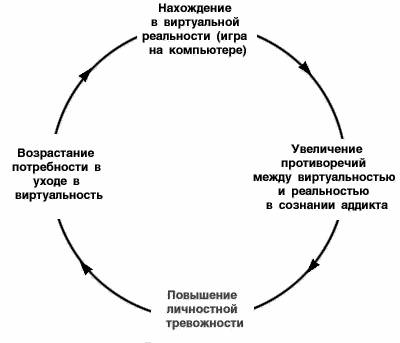 Нахождение
в виртуальной
реальности (игра
на компьютере)
Увеличение
противоречий
между виртуальностью
и реальностью
в сознании аддикта
Повышение
личностной
тревожности
Возрастание
потребности в
уходе в
виртуальность